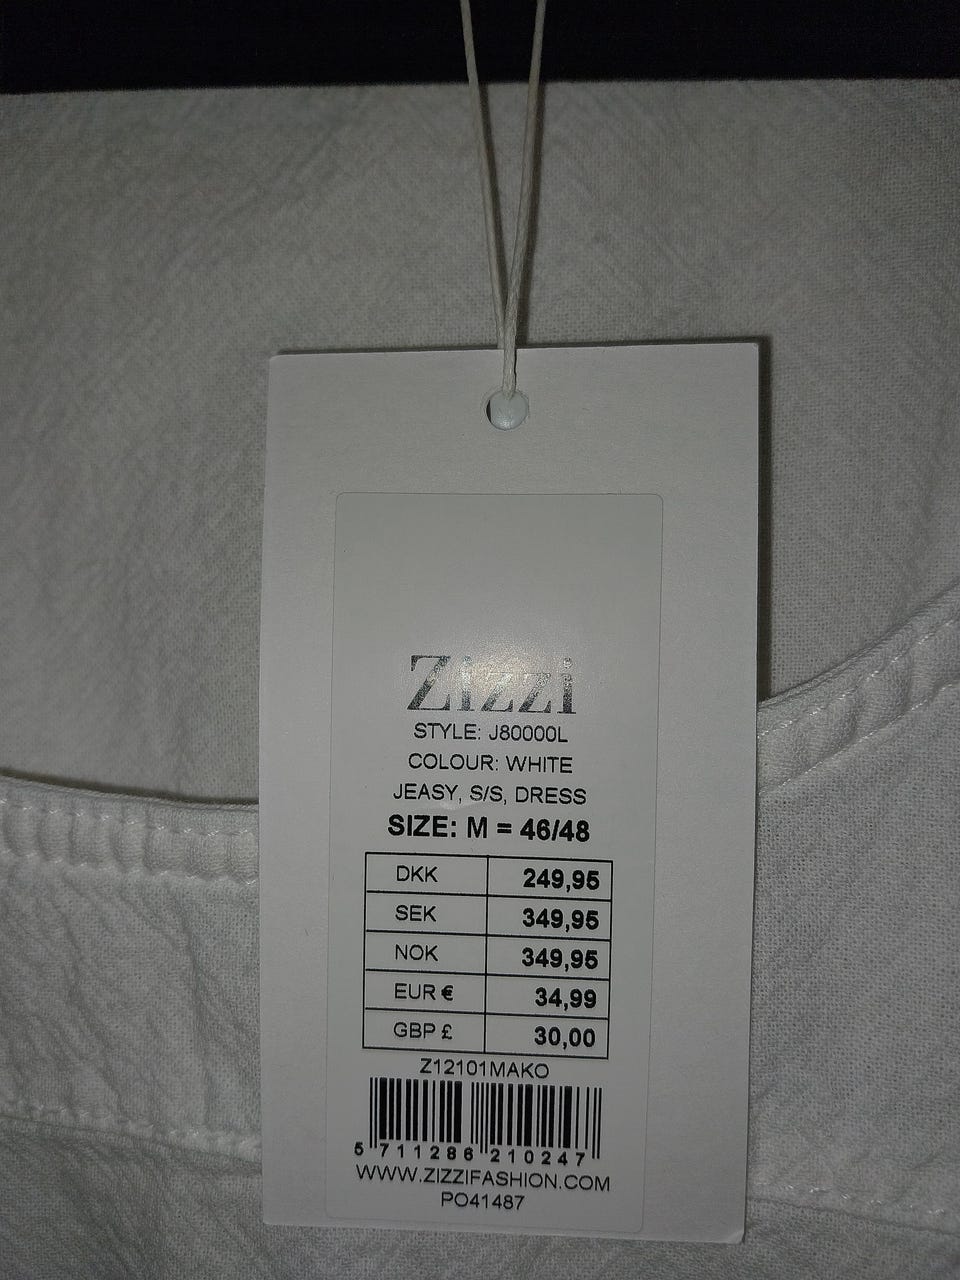 Zizzi
STYLE: J80000L
COLOUR: WHITE
JEASY, S/S, DRESS
SIZE: M = 46/48
DKK 249,95
SEK 349,95
NOK 349,95
EUR € 34,99
GBP £ 30,00
Z12101MAKO
5 711286 210247
WWW.ZIZZIFASHION.COM
PO41487